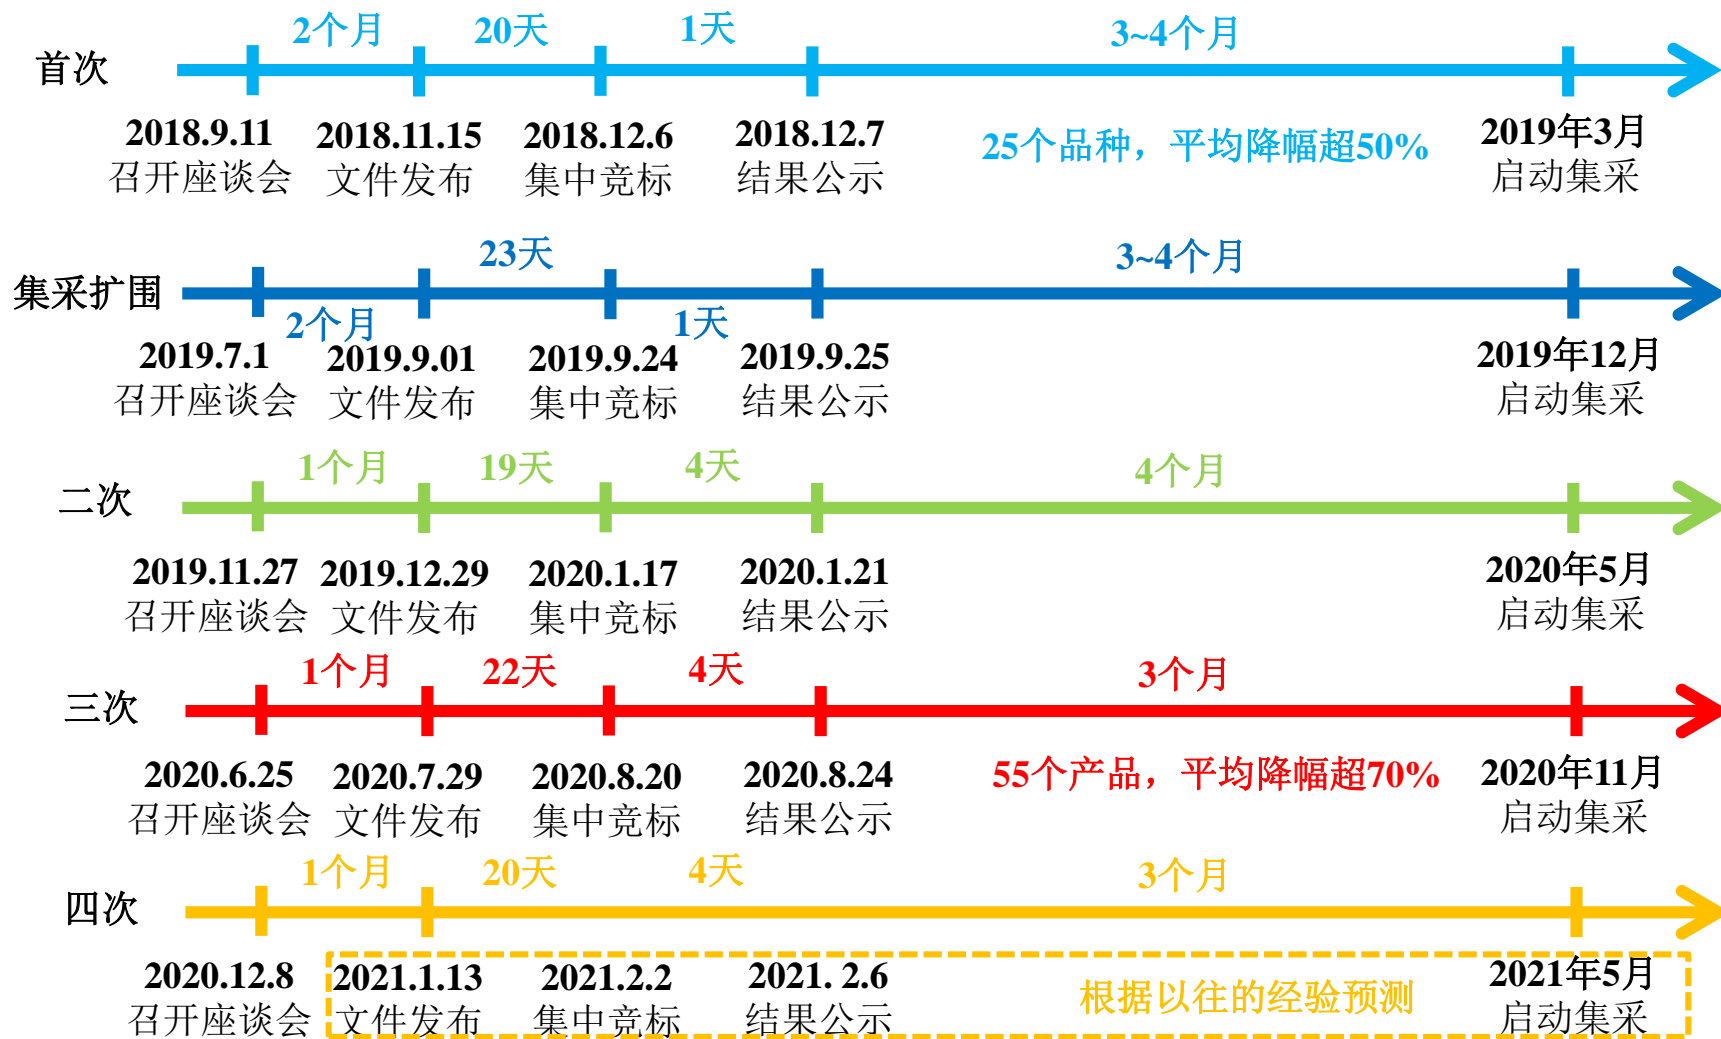 2个月 20天 1天 3~4个月
首次
2018.9.11 2018.11.15 2018.12.6 2018.12.7 25个品种，平均降幅超50% 2019年3月
召开座谈会 文件发布 集中竞标 结果公示 启动集采
23天 3~4个月
集采扩围
2个月 1天
2019.7.1 2019.9.01 2019.9.24 2019.9.25 2019年12月
召开座谈会 文件发布 集中竞标 结果公示 启动集采
1个月 19天 4天 4个月
二次
2019.11.27 2019.12.29 2020.1.17 2020.1.21 2020年5月
召开座谈会 文件发布 集中竞标 结果公示 启动集采
1个月 22天 4天 3个月
三次
2020.6.25 2020.7.29 2020.8.20 2020.8.24 55个产品，平均降幅超70% 2020年11月
召开座谈会 文件发布 集中竞标 结果公示 启动集采
1个月 20天 4天 3个月
四次
2020.12.8 2021.1.13 2021.2.2 2021. 2.6 根据以往的经验预测 2021年5月
召开座谈会 文件发布 集中竞标 结果公示 启动集采